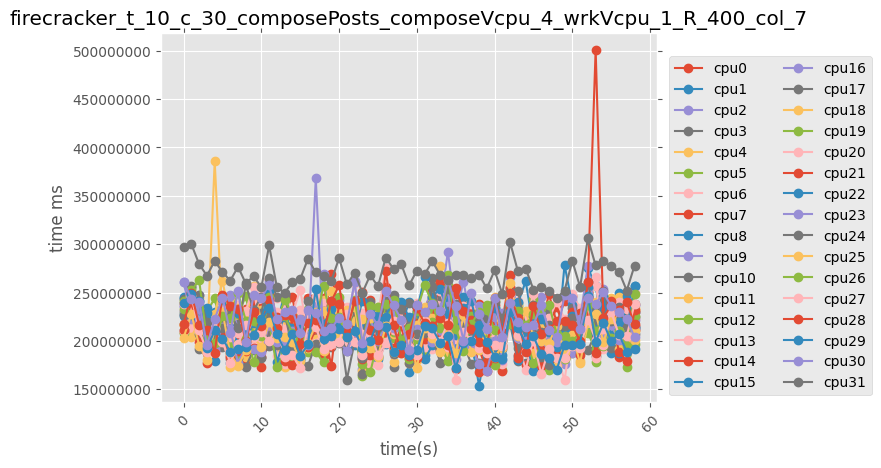 firecracker_t_10_c_30_composePosts_composeVcpu_4_wrkVcpu_1_R_400_col_7
500000000
450000000
400000000
350000000
300000000
250000000
200000000
150000000
time ms
0
10
20
30
40
50
60
time(s)
cpu0
cpu1
cpu2
cpu3
cpu4
cpu5
cpu6
cpu7
cpu8
cpu9
cpu10
cpu11
cpu12
cpu13
cpu14
cpu15
cpu16
cpu17
cpu18
cpu19
cpu20
cpu21
cpu22
cpu23
cpu24
cpu25
cpu26
cpu27
cpu28
cpu29
cpu30
cpu31